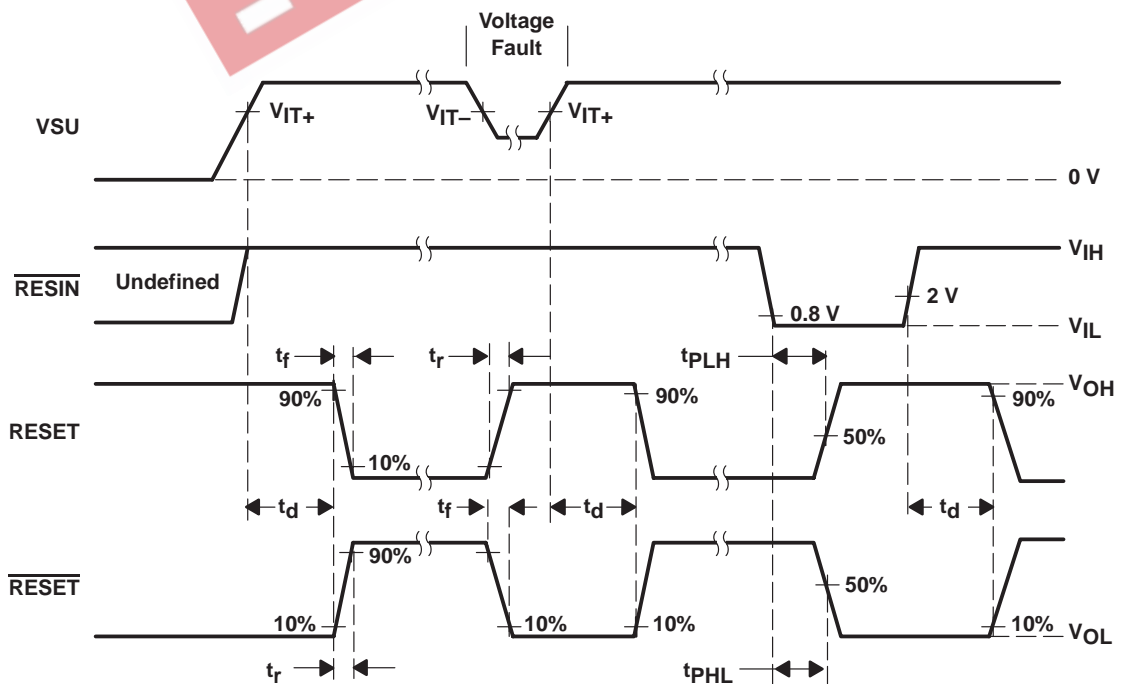 Voltage
Fault
VSU
VIT+
VIT–
VIT+
0 V
RESIN
Undefined
VIH
0.8 V
2 V
VIL
tf
tr
tPLH
RESET
90%
10%
90%
50%
VOH
90%
td
tf
td
td
RESET
10%
90%
10%
10%
50%
10%
VOL
tr
tPHL